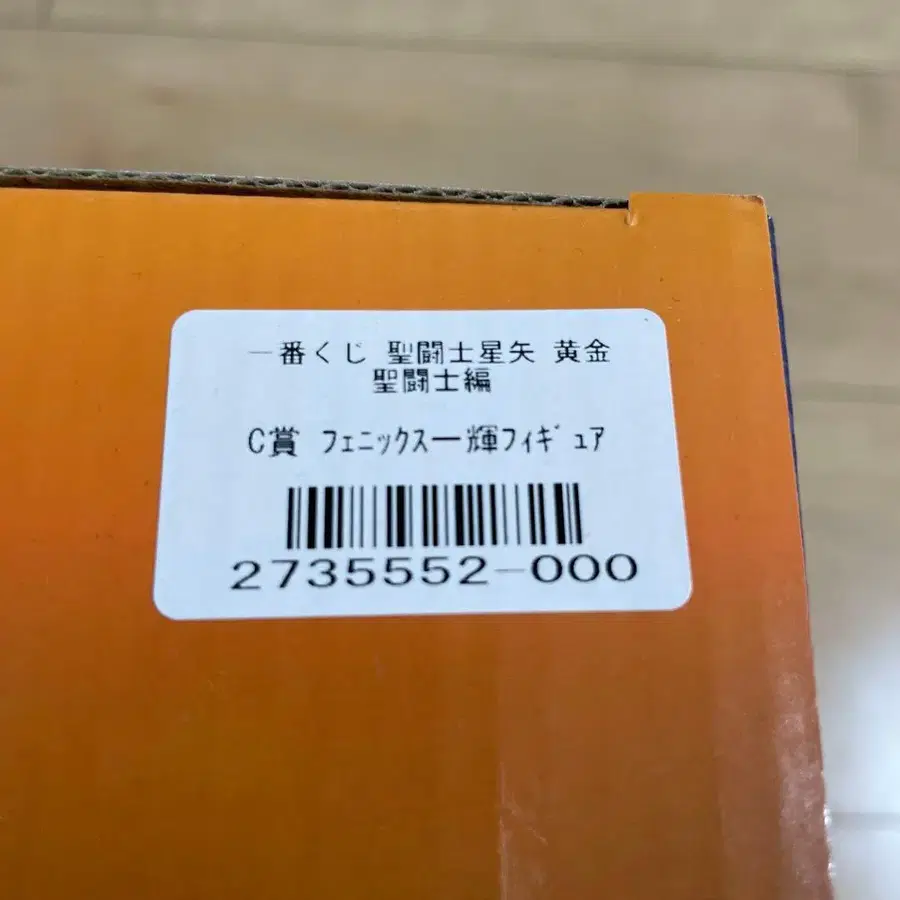 一番くじ 聖闘士星矢 黄金
聖闘士編
C賞 ﾌｪﾆｯｸｽ一輝ﾌｨｷﾞｭｱ
2735552-000